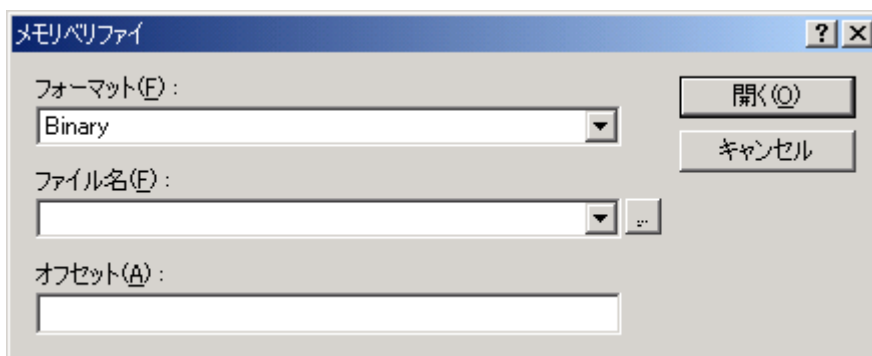 メモリベリファイ
フォーマット(F) :
Binary
ファイル名(F) :
...
オフセット(A) :
開く(O)
キャンセル